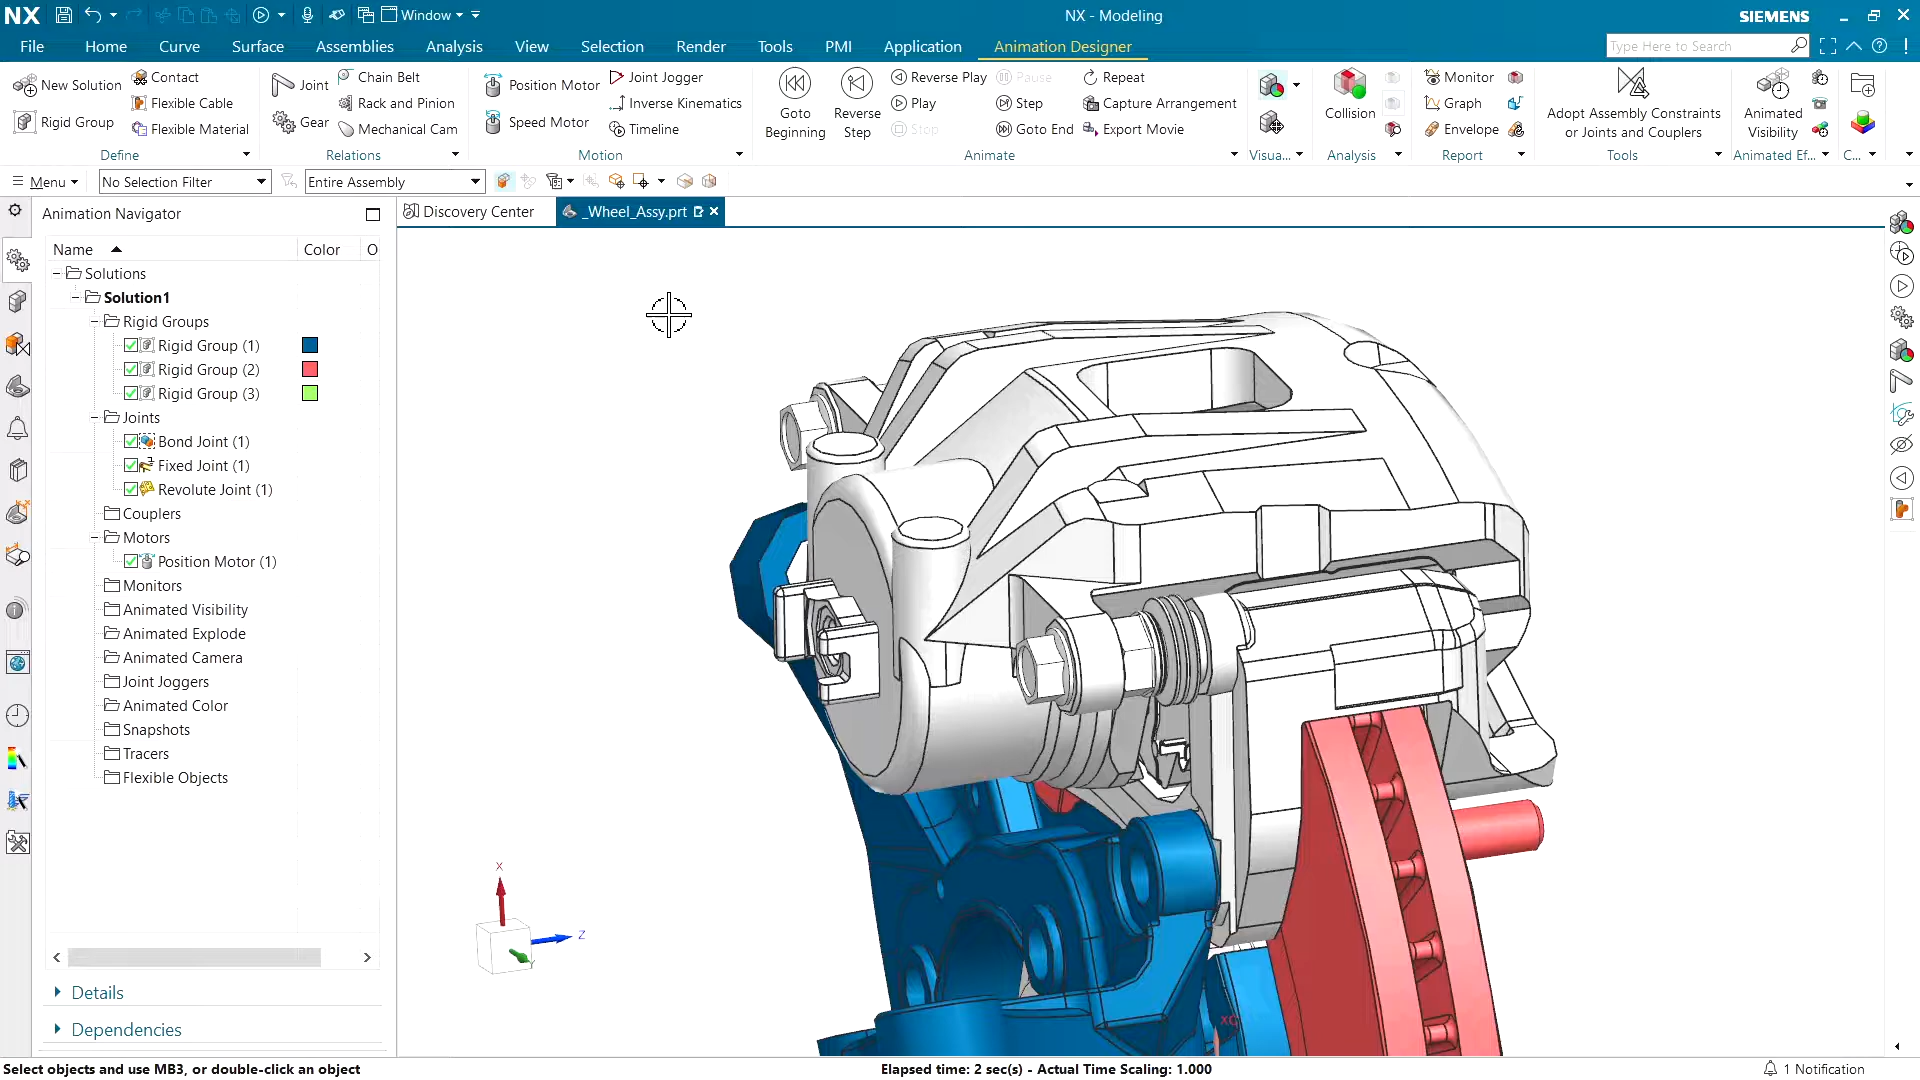 NX
Window
NX - Modeling
SIEMENS
File
Home
Curve
Surface
Assemblies
Analysis
View
Selection
Render
Tools
PMI
Application
Animation Designer
Type Here to Search
New Solution
Rigid Group
Contact
Flexible Cable
Flexible Material
Define
Joint
Gear
Chain Belt
Rack and Pinion
Mechanical Cam
Relations
Position Motor
Speed Motor
Joint Jogger
Inverse Kinematics
Timeline
Motion
Goto
Beginning
Reverse
Step
Reverse Play
Play
Stop
Pause
Step
Goto End
Repeat
Capture Arrangement
Export Movie
Animate
Visua...
Collision
Analysis
Monitor
Graph
Envelope
Report
Adopt Assembly Constraints
or Joints and Couplers
Tools
Animated
Visibility
Animated Ef...
C...
Menu
No Selection Filter
Entire Assembly
Animation Navigator
Discovery Center
_Wheel_Assy.prt
Name
Color
O
Solutions
Solution1
Rigid Groups
Rigid Group (1)
Rigid Group (2)
Rigid Group (3)
Joints
Bond Joint (1)
Fixed Joint (1)
Revolute Joint (1)
Couplers
Motors
Position Motor (1)
Monitors
Animated Visibility
Animated Explode
Animated Camera
Joint Joggers
Animated Color
Snapshots
Tracers
Flexible Objects
Details
Dependencies
X
Z
Select objects and use MB3, or double-click an object
Elapsed time: 2 sec(s) - Actual Time Scaling: 1.000
1 Notification